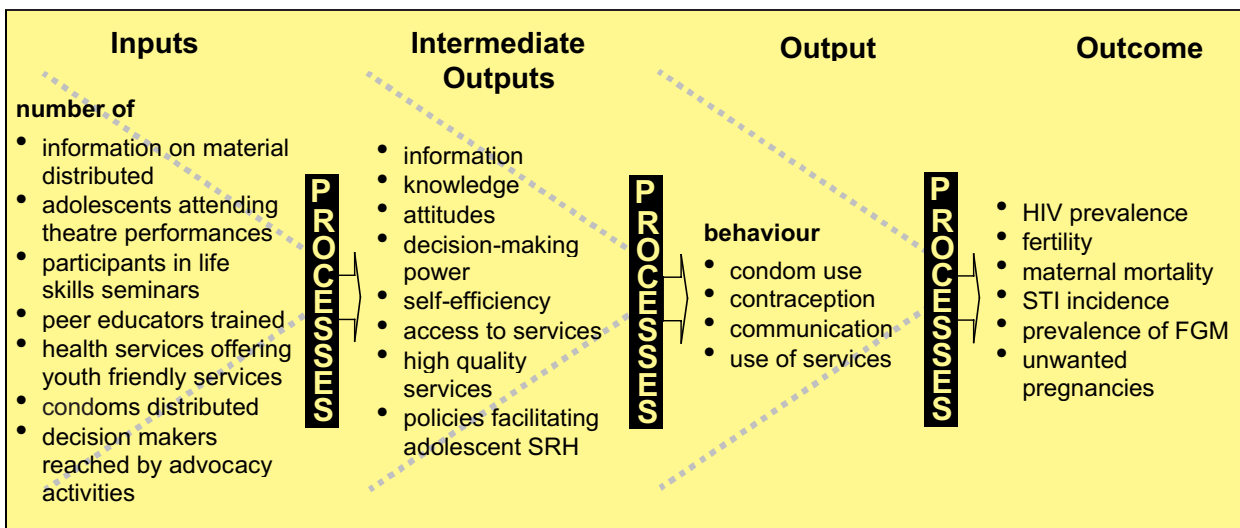 Inputs
number of
• information on material
distributed
• adolescents attending
theatre performances
• participants in life
skills seminars
• peer educators trained
• health services offering
youth friendly services
• condoms distributed
• decision makers
reached by advocacy
activities
PROCESSES
Intermediate
Outputs
• information
• knowledge
• attitudes
• decision-making
power
• self-efficiency
• access to services
• high quality
services
• policies facilitating
adolescent SRH
PROCESSES
Output
behaviour
• condom use
• contraception
• communication
• use of services
PROCESSES
Outcome
• HIV prevalence
• fertility
• maternal mortality
• STI incidence
• prevalence of FGM
• unwanted
pregnancies